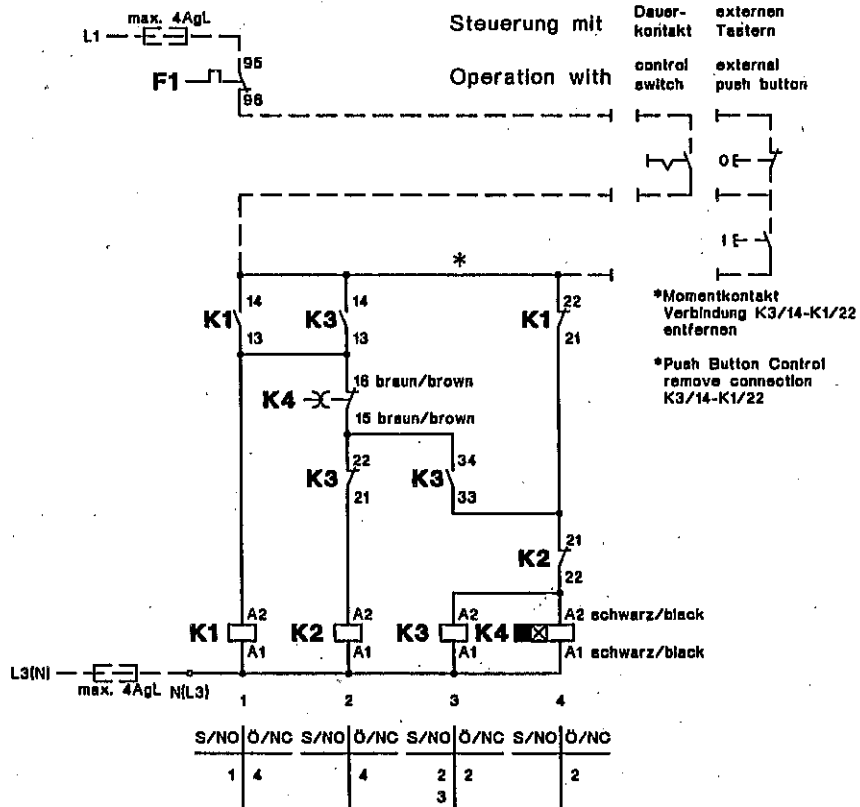 max. 4AgL
L1
95
F1
96
Steuerung mit Dauer-kontakt externen Tastern
Operation with control switch external push button
0E
1E
*
14 14 22
K1 K3 K1
13 13 21
*Momentkontakt
Verbindung K3/14-K1/22
entfernen
*Push Button Control
remove connection
K3/14-K1/22
16 braun/brown
K4
15 braun/brown
22 34
K3 K3
21 33
21
K2
22
A2 A2 A2 A2 schwarz/black
K1 K2 K3 K4
A1 A1 A1 A1 schwarz/black
L3(N) max. 4AgL N(L3)
1 2 3 4
S/NO Ö/NC S/NO Ö/NC S/NO Ö/NC S/NO Ö/NC
1 4 4 2 2 2
3